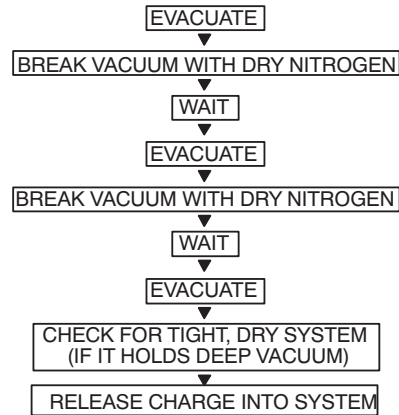 EVACUATE
BREAK VACUUM WITH DRY NITROGEN
WAIT
EVACUATE
BREAK VACUUM WITH DRY NITROGEN
WAIT
EVACUATE
CHECK FOR TIGHT, DRY SYSTEM
(IF IT HOLDS DEEP VACUUM)
RELEASE CHARGE INTO SYSTEM